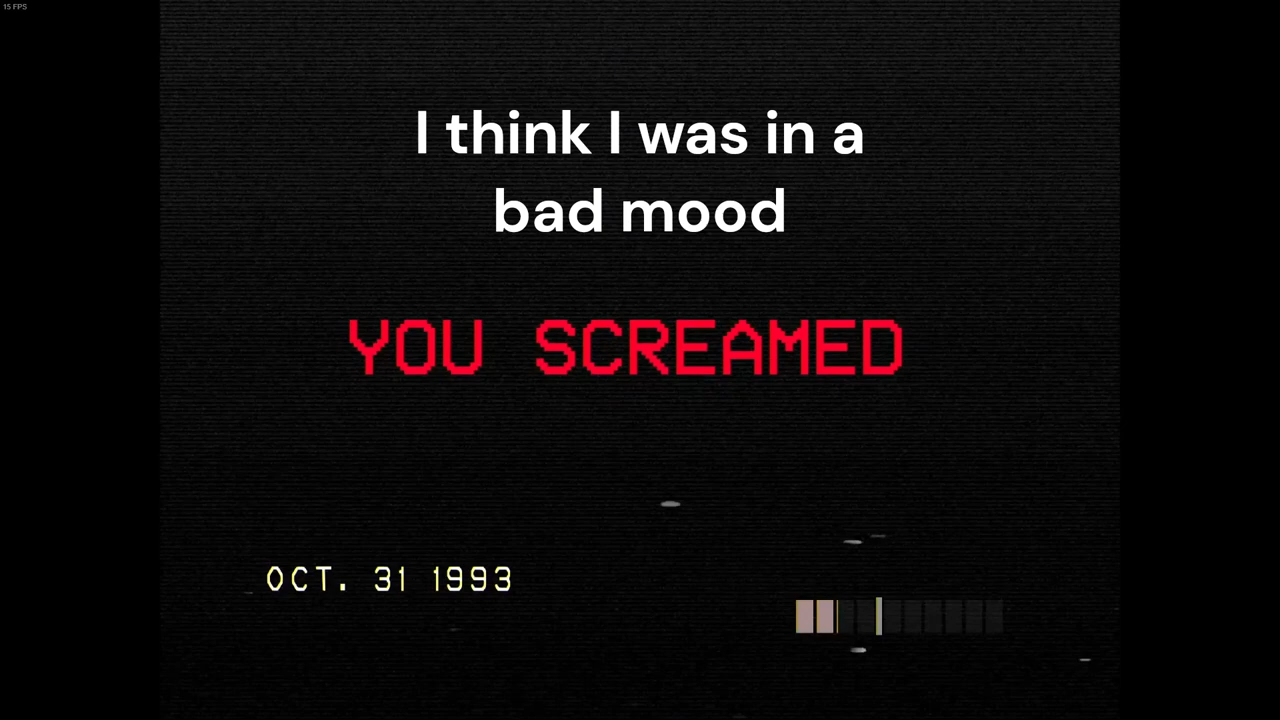 15 FPS
I think I was in a
bad mood
YOU SCREAMED
OCT. 31 1993